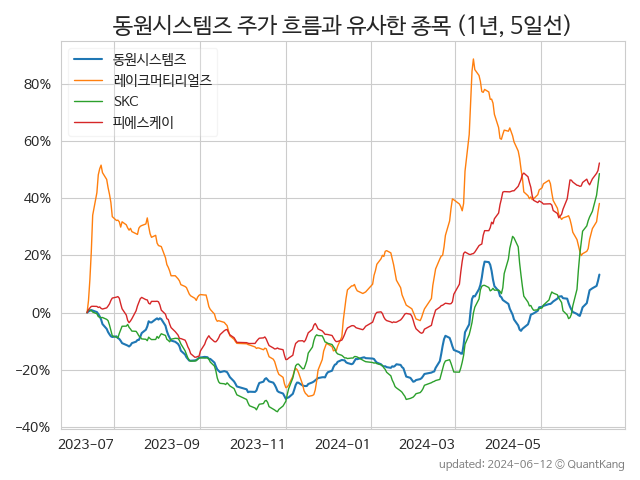 동원시스템즈 주가 흐름과 유사한 종목 (1년, 5일선)
동원시스템즈
레이크머티리얼즈
SKC
피에스케이
80%
60%
40%
20%
0%
−20%
−40%
2023-07
2023-09
2023-11
2024-01
2024-03
2024-05
updated: 2024-06-12 © QuantKang